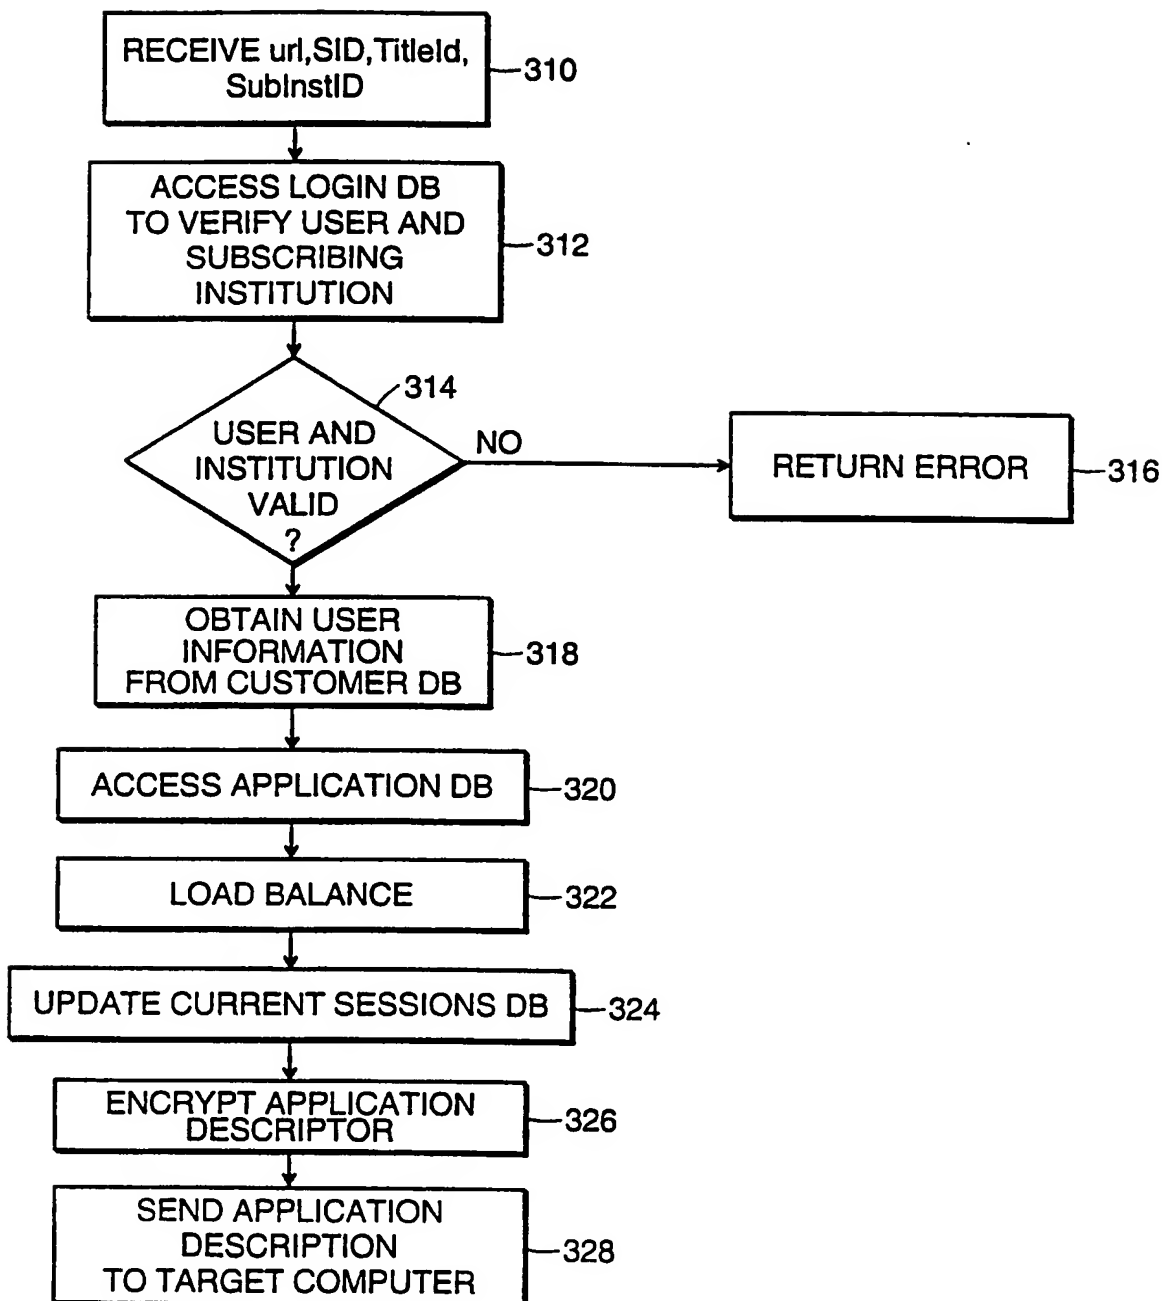 RECEIVE url,SID,TitleId,
SubInstID
310
ACCESS LOGIN DB
TO VERIFY USER AND
SUBSCRIBING
INSTITUTION
312
314
USER AND
INSTITUTION
VALID
?
NO
RETURN ERROR
316
OBTAIN USER
INFORMATION
FROM CUSTOMER DB
318
ACCESS APPLICATION DB
320
LOAD BALANCE
322
UPDATE CURRENT SESSIONS DB
324
ENCRYPT APPLICATION
DESCRIPTOR
326
SEND APPLICATION
DESCRIPTION
TO TARGET COMPUTER
328